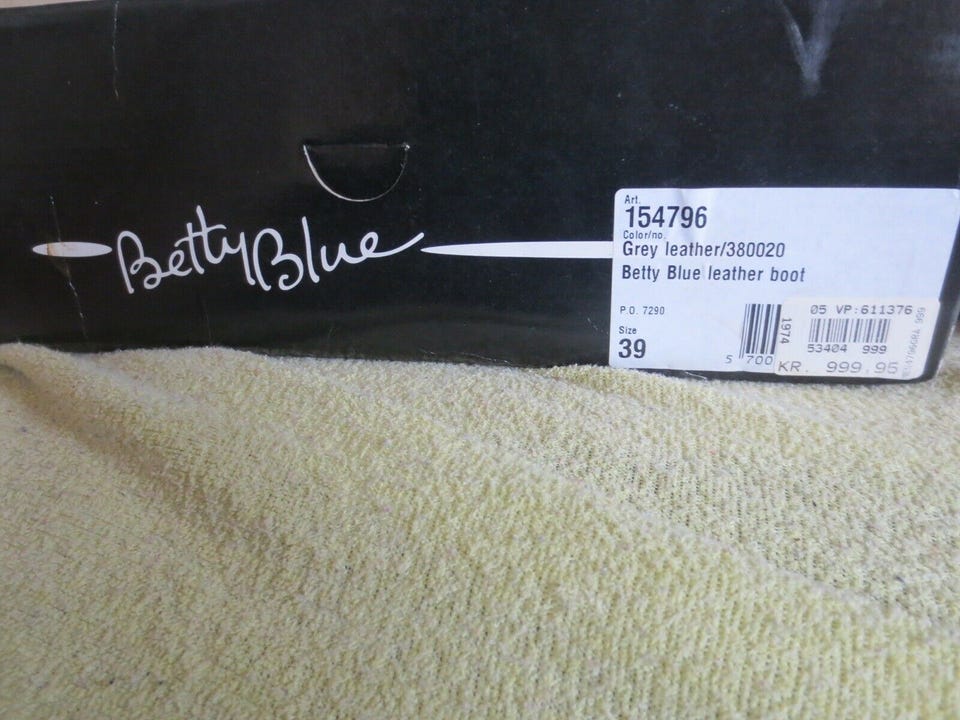 Betty Blue
Art.
154796
Color/no.
Grey leather/380020
Betty Blue leather boot
P.O. 7290
Size
39
5 700
1974
05 VP:611376
53404 999
KR. 999.95